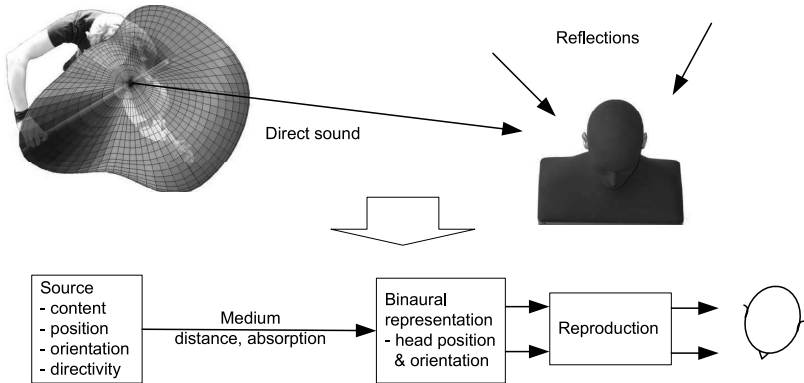 Reflections
Direct sound
Source
- content
- position
- orientation
- directivity
Medium
distance, absorption
Binaural
representation
- head position
& orientation
Reproduction